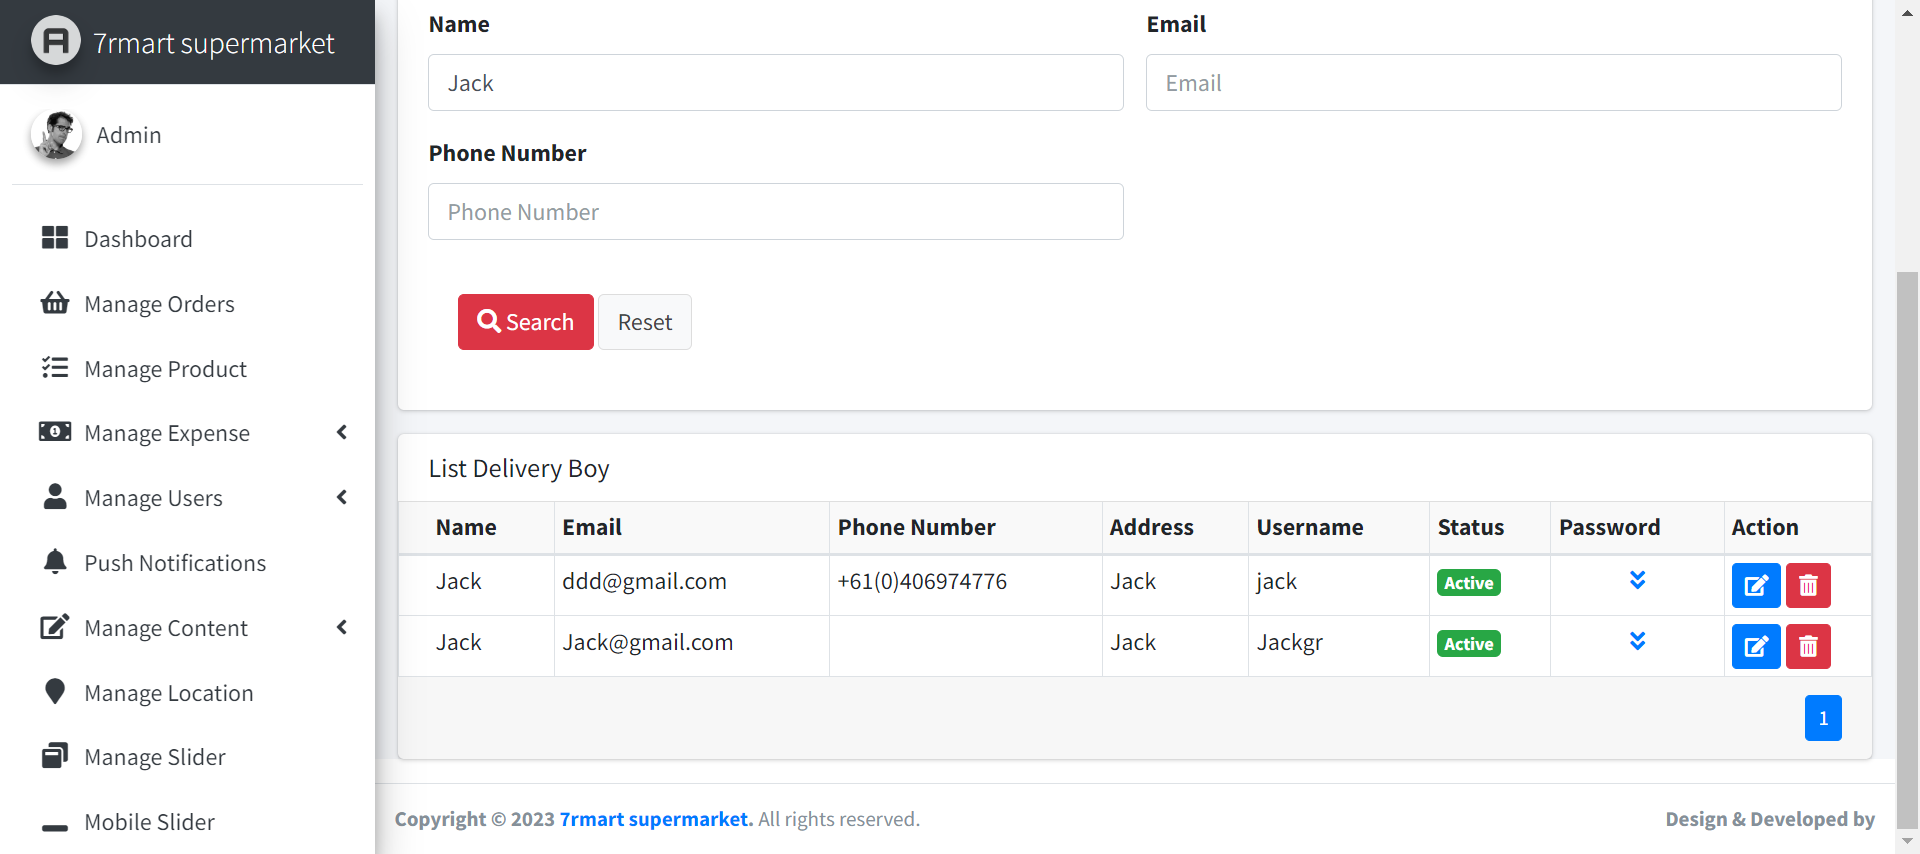 7rmart supermarket
Admin
Dashboard
Manage Orders
Manage Product
Manage Expense
Manage Users
Push Notifications
Manage Content
Manage Location
Manage Slider
Mobile Slider
Name Email
Jack Email
Phone Number
Phone Number
Search Reset
List Delivery Boy
Name Email Phone Number Address Username Status Password Action
Jack ddd@gmail.com +61(0)406974776 Jack jack Active
Jack Jack@gmail.com Jack Jackgr Active
1
Copyright © 2023 7rmart supermarket. All rights reserved. Design & Developed by